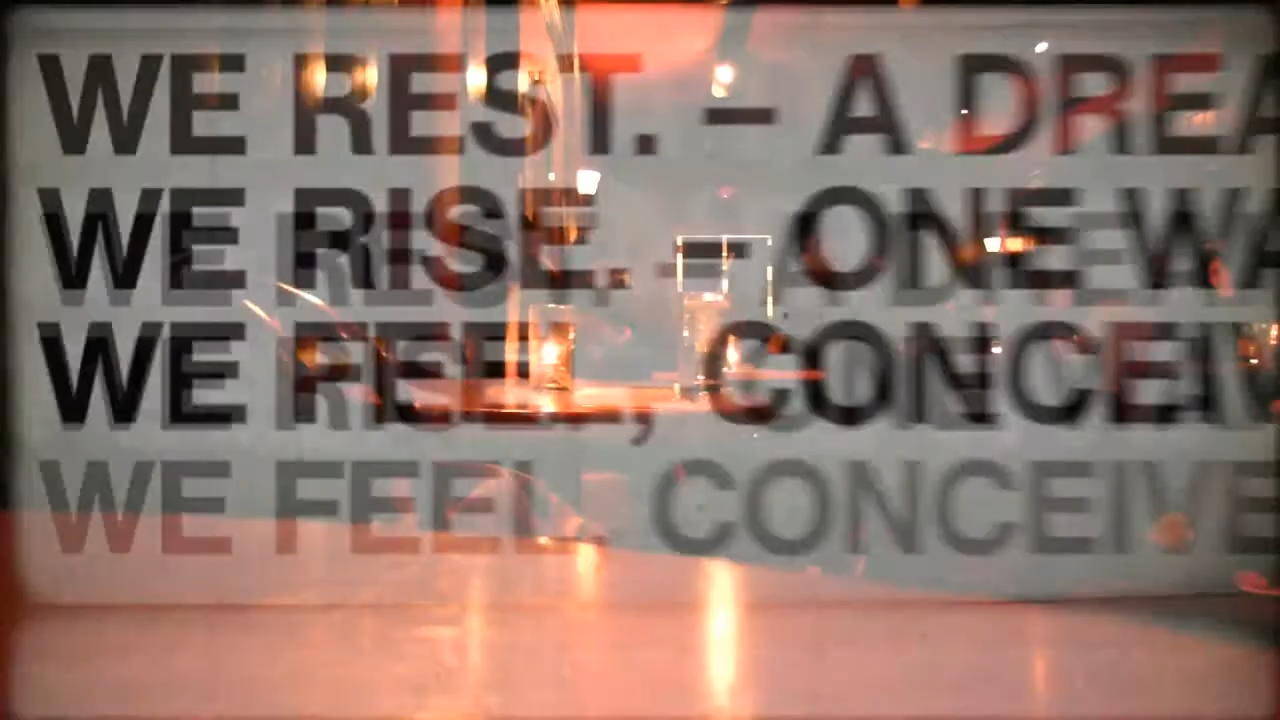 WE REST. – A DREA
WE RISE. – ONE WA
WE FEEL, CONCEIV
WE FEEL, CONCEIVE